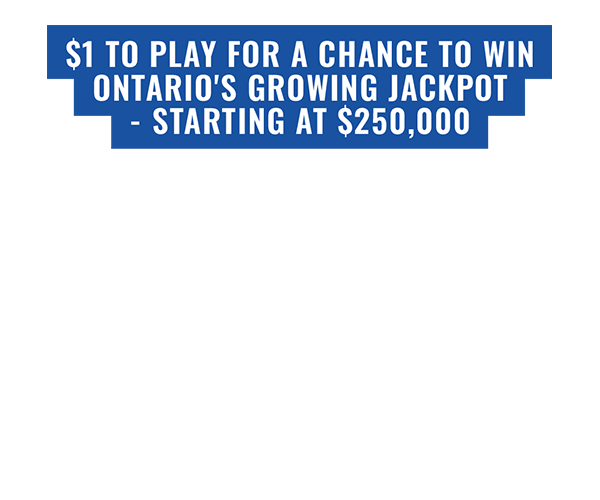 $1 TO PLAY FOR A CHANCE TO WIN
ONTARIO'S GROWING JACKPOT
- STARTING AT $250,000